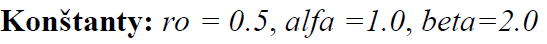 Konštanty: ro = 0.5, alfa =1.0, beta=2.0